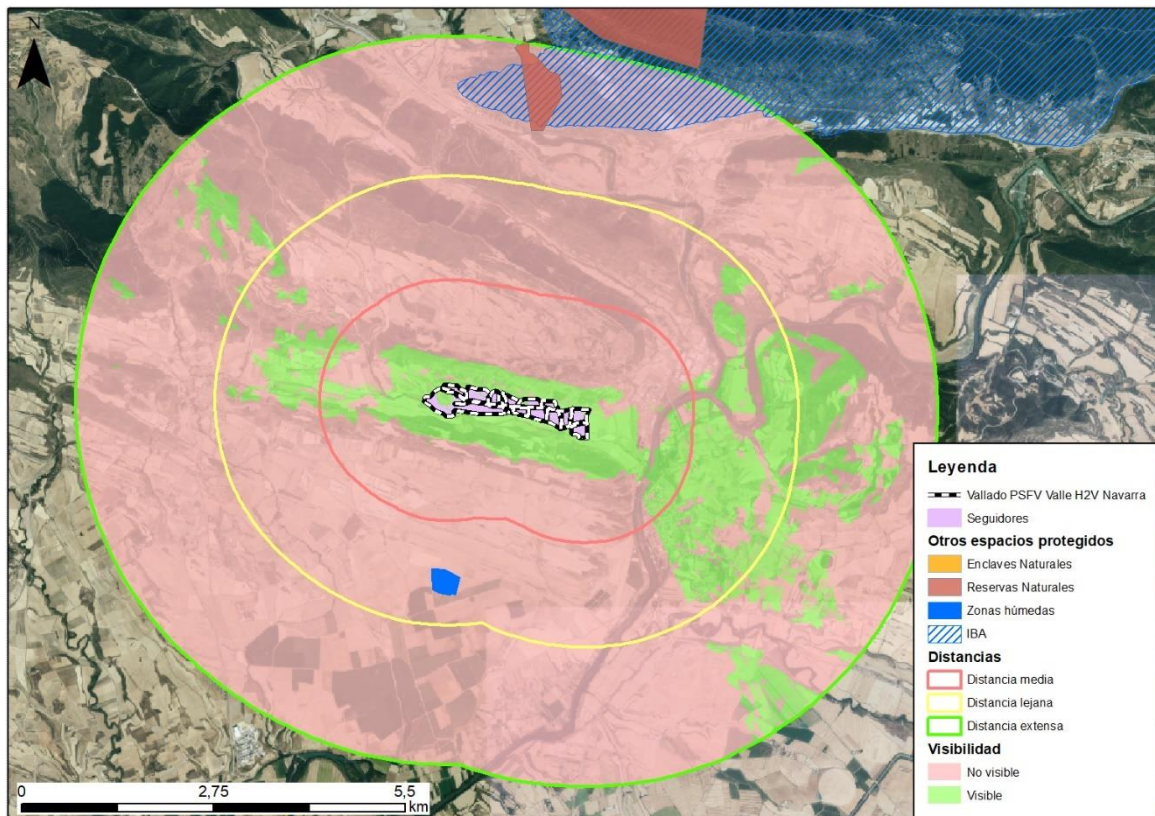 N
Leyenda
Vallado PSFV Valle H2V Navarra
Seguidores
Otros espacios protegidos
Enclaves Naturales
Reservas Naturales
Zonas húmedas
IBA
Distancias
Distancia media
Distancia lejana
Distancia extensa
Visibilidad
No visible
Visible
0 2,75 5,5
km